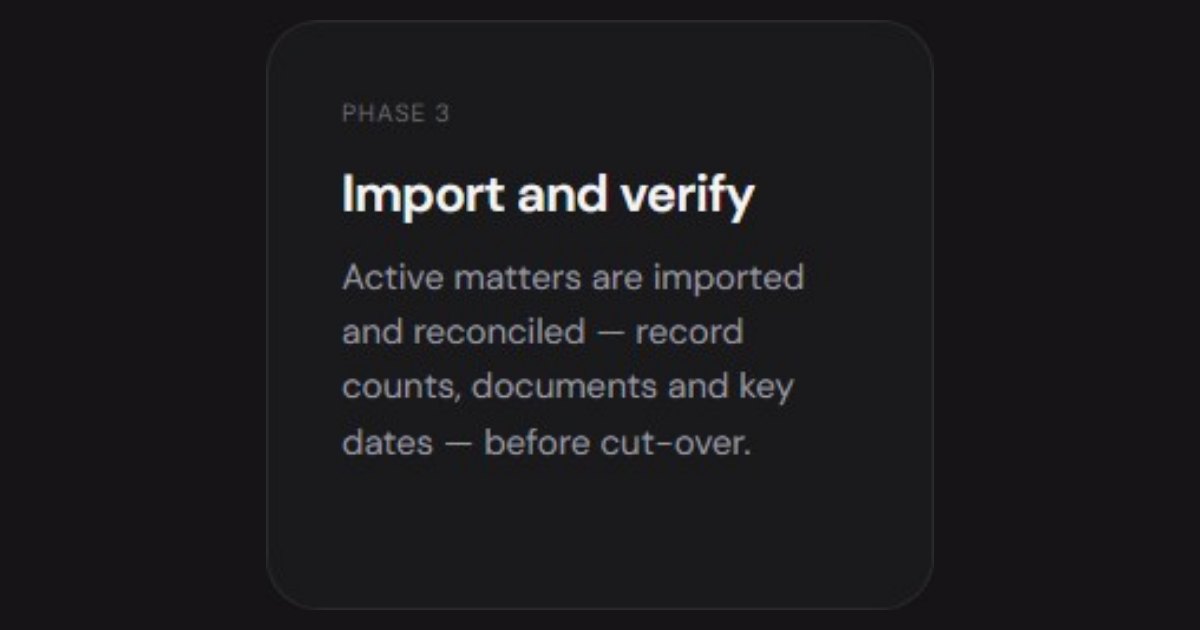 PHASE 3
Import and verify
Active matters are imported
and reconciled — record
counts, documents and key
dates — before cut-over.